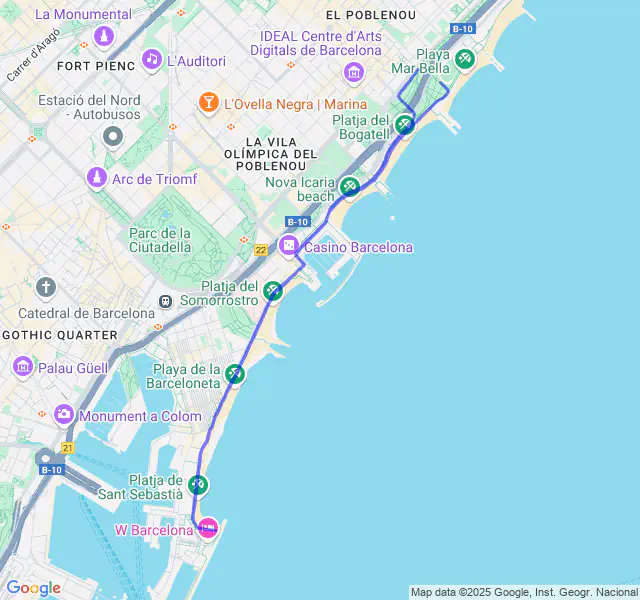 La Monumental
Carrer d'Aragó
FORT PIENC
L'Auditori
EL POBLENOU
B-10
IDEAL Centre d'Arts
Digitals de Barcelona
Playa
Mar Bella
Estació del Nord
- Autobusos
L'Ovella Negra | Marina
Platja del
Bogatell
LA VILA
OLÍMPICA DEL
POBLENOU
Arc de Triomf
Nova Icaria
beach
B-10
Parc de la
Ciutadella
22
Casino Barcelona
Platja del
Somorrostro
Catedral de Barcelona
GOTHIC QUARTER
Palau Güell
Playa de la
Barceloneta
Monument a Colom
21
B-10
Platja de
Sant Sebastià
W Barcelona
Google
Map data ©2025 Google, Inst. Geogr. Nacional